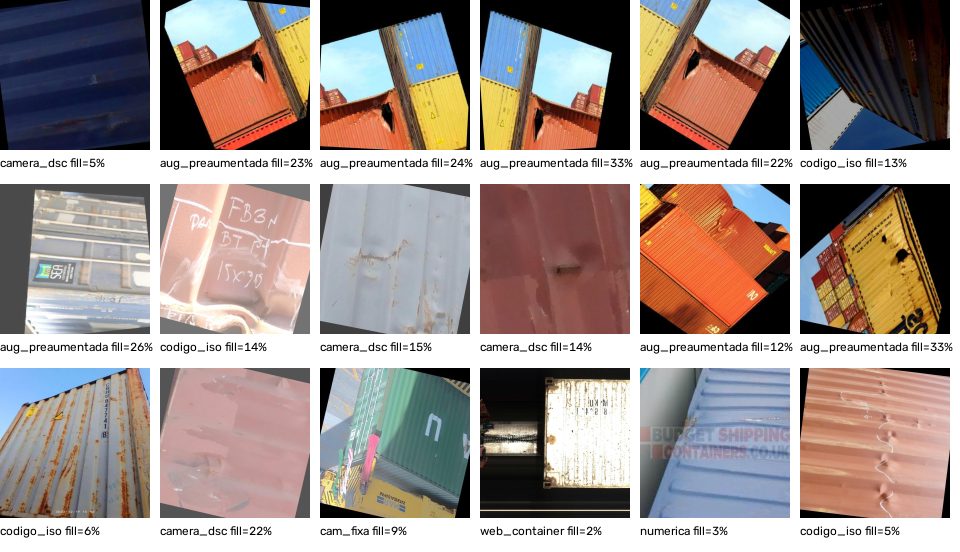 camera_dsc fill=5%
aug_preaumentada fill=23%
aug_preaumentada fill=24%
aug_preaumentada fill=33%
aug_preaumentada fill=22%
codigo_iso fill=13%
FB3N
15X30
aug_preaumentada fill=26%
codigo_iso fill=14%
camera_dsc fill=15%
camera_dsc fill=14%
aug_preaumentada fill=12%
aug_preaumentada fill=33%
BUDGET SHIPPING
CONTAINERS.CO.UK
codigo_iso fill=6%
camera_dsc fill=22%
cam_fixa fill=9%
web_container fill=2%
numerica fill=3%
codigo_iso fill=5%